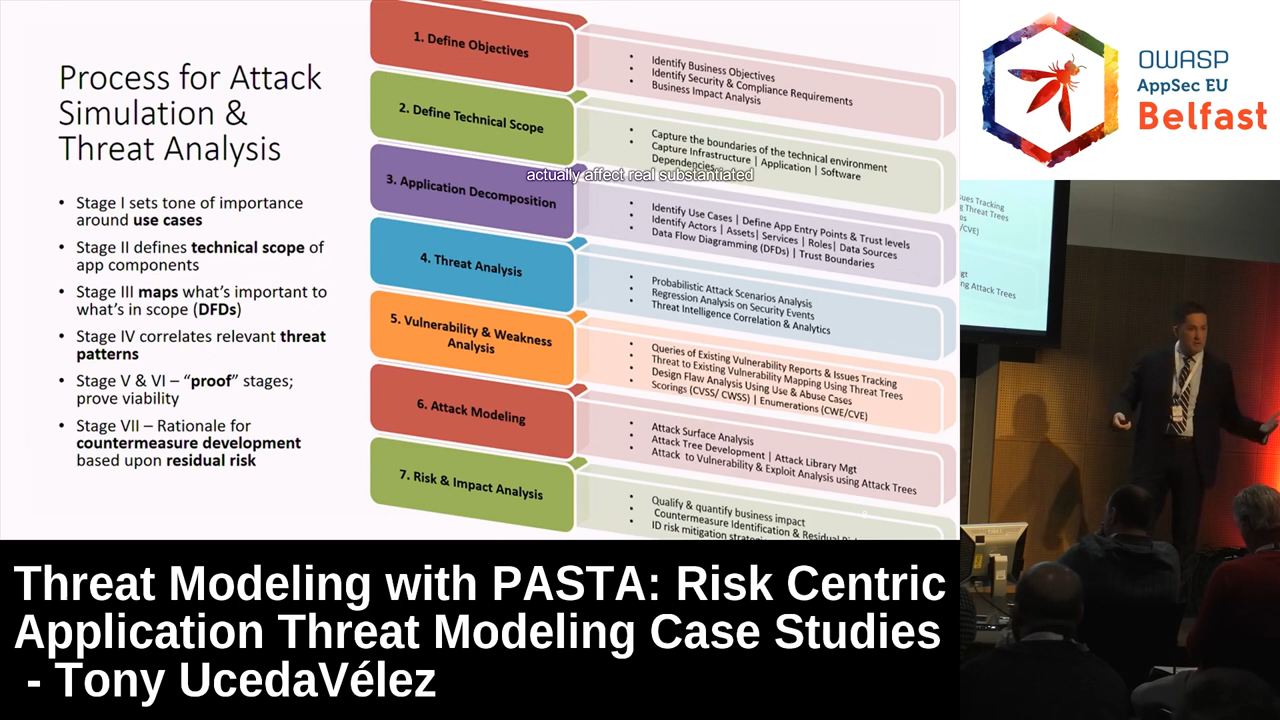 Process for Attack
Simulation &
Threat Analysis
• Stage I sets tone of importance
around use cases
• Stage II defines technical scope of
app components
• Stage III maps what's important to
what's in scope (DFDs)
• Stage IV correlates relevant threat
patterns
• Stage V & VI – "proof" stages;
prove viability
• Stage VII – Rationale for
countermeasure development
based upon residual risk
1. Define Objectives
• Identify Business Objectives
• Identify Security & Compliance Requirements
• Business Impact Analysis
2. Define Technical Scope
• Capture the boundaries of the technical environment
• Capture Infrastructure | Application | Software
Dependencies
actually affect real substantiated
3. Application Decomposition
• Identify Use Cases | Define App Entry Points & Trust levels
• Identify Actors | Assets| Services | Roles| Data Sources
• Data Flow Diagramming (DFDs) | Trust Boundaries
4. Threat Analysis
• Probabilistic Attack Scenarios Analysis
• Regression Analysis on Security Events
• Threat Intelligence Correlation & Analytics
5. Vulnerability & Weakness
Analysis
• Queries of Existing Vulnerability Reports & Issues Tracking
• Threat to Existing Vulnerability Mapping Using Threat Trees
• Design Flaw Analysis Using Use & Abuse Cases
• Scorings (CVSS/ CWSS) | Enumerations (CWE/CVE)
6. Attack Modeling
• Attack Surface Analysis
• Attack Tree Development | Attack Library Mgt
• Attack to Vulnerability & Exploit Analysis using Attack Trees
7. Risk & Impact Analysis
• Qualify & quantify business impact
• Countermeasure Identification & Residual
• ID risk mitigation
OWASP
AppSec EU
Belfast
Tracking
Threat Trees
/CVE)
Attack Trees
Threat Modeling with PASTA: Risk Centric
Application Threat Modeling Case Studies
- Tony UcedaVélez